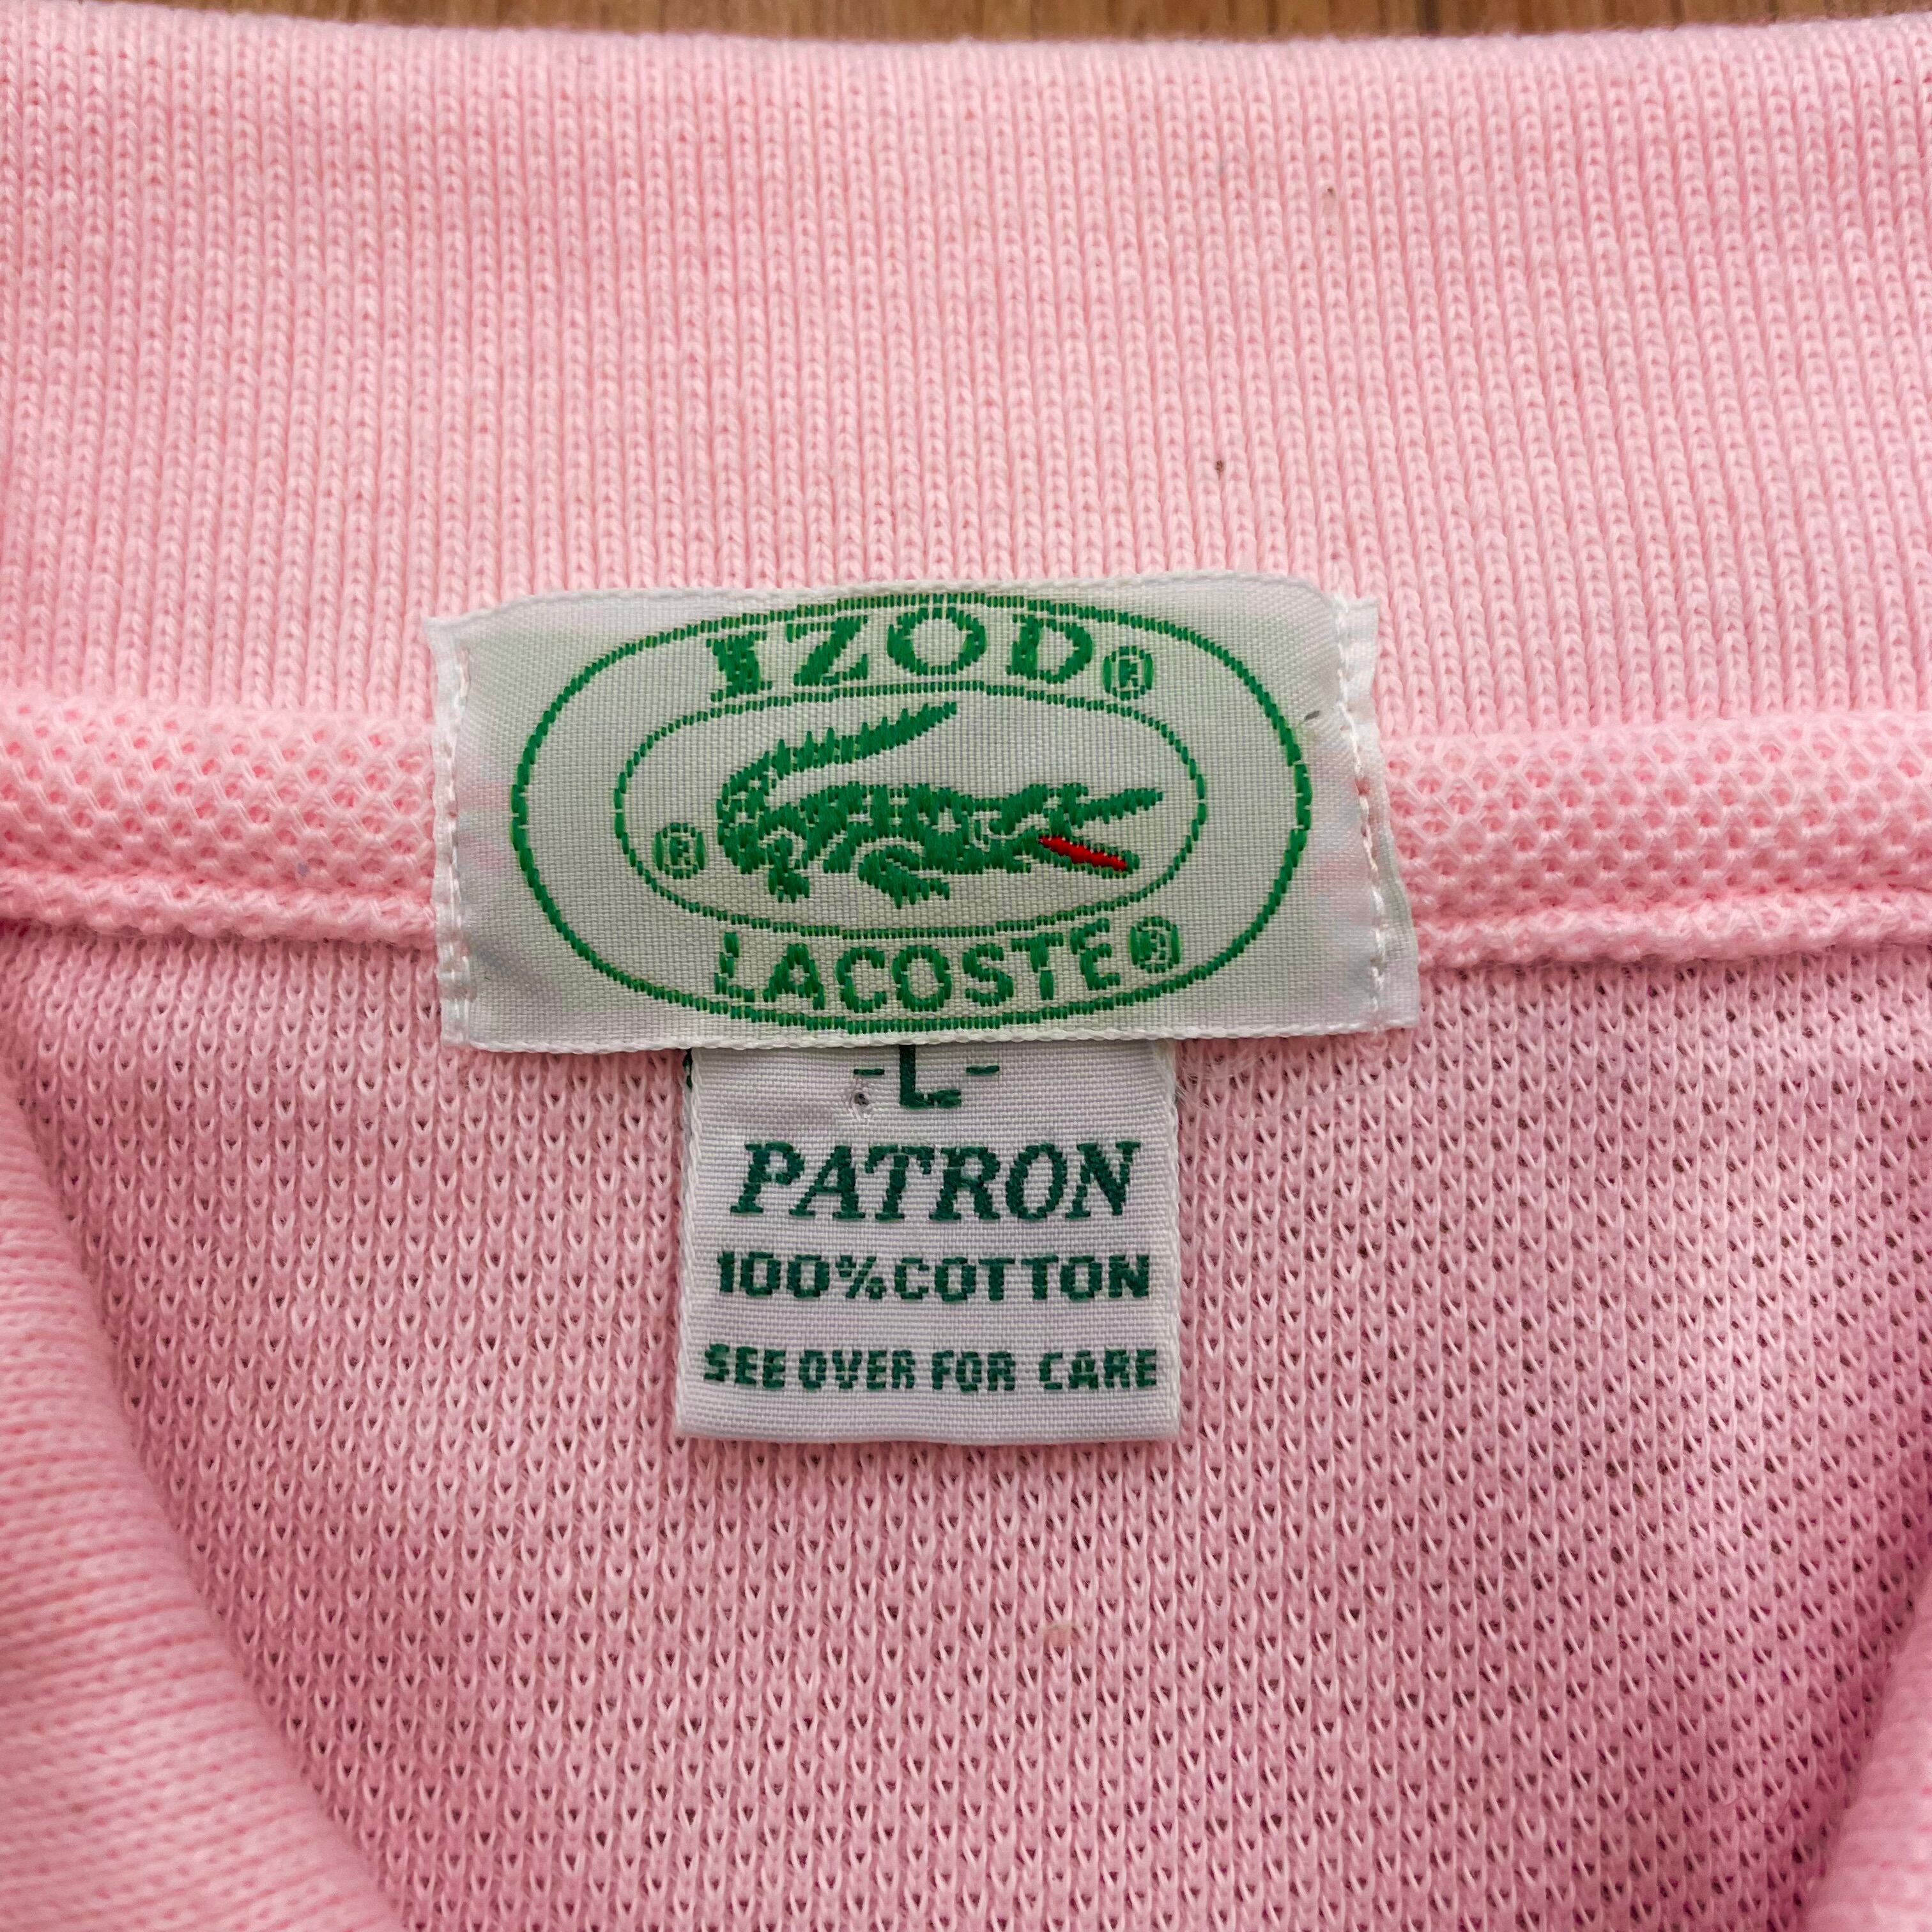 IZOD®
®
LACOSTE®
-L-
PATRON
100% COTTON
SEE OVER FOR CARE